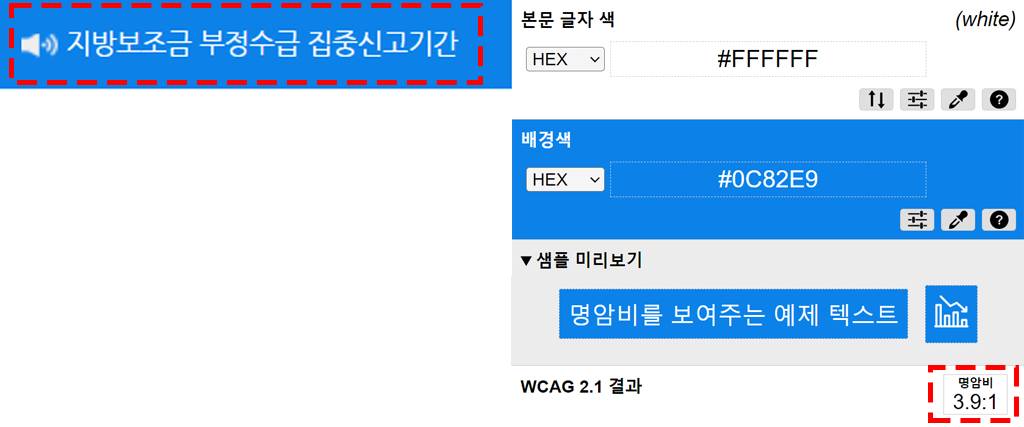 지방보조금 부정수급 집중신고기간
본문 글자 색
(white)
HEX
#FFFFFF
배경색
HEX
#0C82E9
▼ 샘플 미리보기
명암비를 보여주는 예제 텍스트
WCAG 2.1 결과
명암비
3.9:1